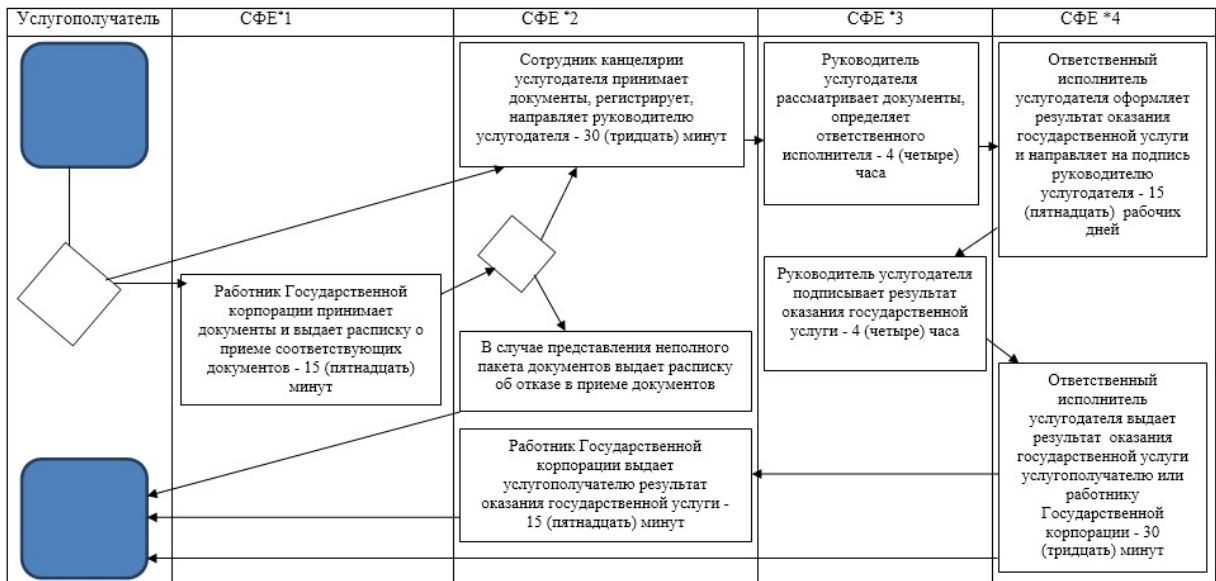 Услугополучатель
СФЕ*1
СФЕ *2
СФЕ *3
СФЕ *4
Сотрудник канцелярии
услугодателя принимает
документы, регистрирует,
направляет руководителю
услугодателя - 30 (тридцать) минут
Руководитель
услугодателя
рассматривает документы,
определяет
ответственного
исполнителя - 4 (четыре)
часа
Ответственный
исполнитель
услугодателя оформляет
результат оказания
государственной услуги
и направляет на подпись
руководителю
услугодателя - 15
(пятнадцать) рабочих
дней
Работник Государственной
корпорации принимает
документы и выдает расписку о
приеме соответствующих
документов - 15 (пятнадцать)
минут
Руководитель услугодателя
подписывает результат
оказания государственной
услуги - 4 (четыре) часа
В случае представления неполного
пакета документов выдает расписку
об отказе в приеме документов
Ответственный
исполнитель
услугодателя выдает
результат оказания
государственной услуги
услугополучателю или
работнику
Государственной
корпорации - 30
(тридцать) минут
Работник Государственной
корпорации выдает
услугополучателю результат
оказания государственной услуги -
15 (пятнадцать) минут